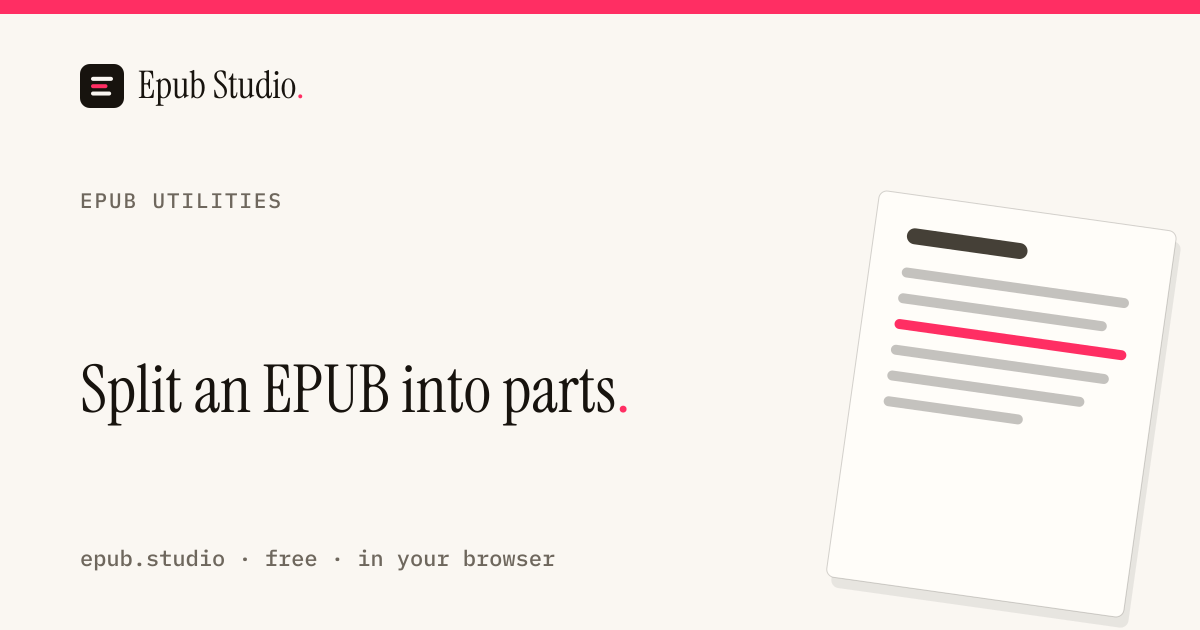 Epub Studio.
EPUB UTILITIES
Split an EPUB into parts.
epub.studio · free · in your browser